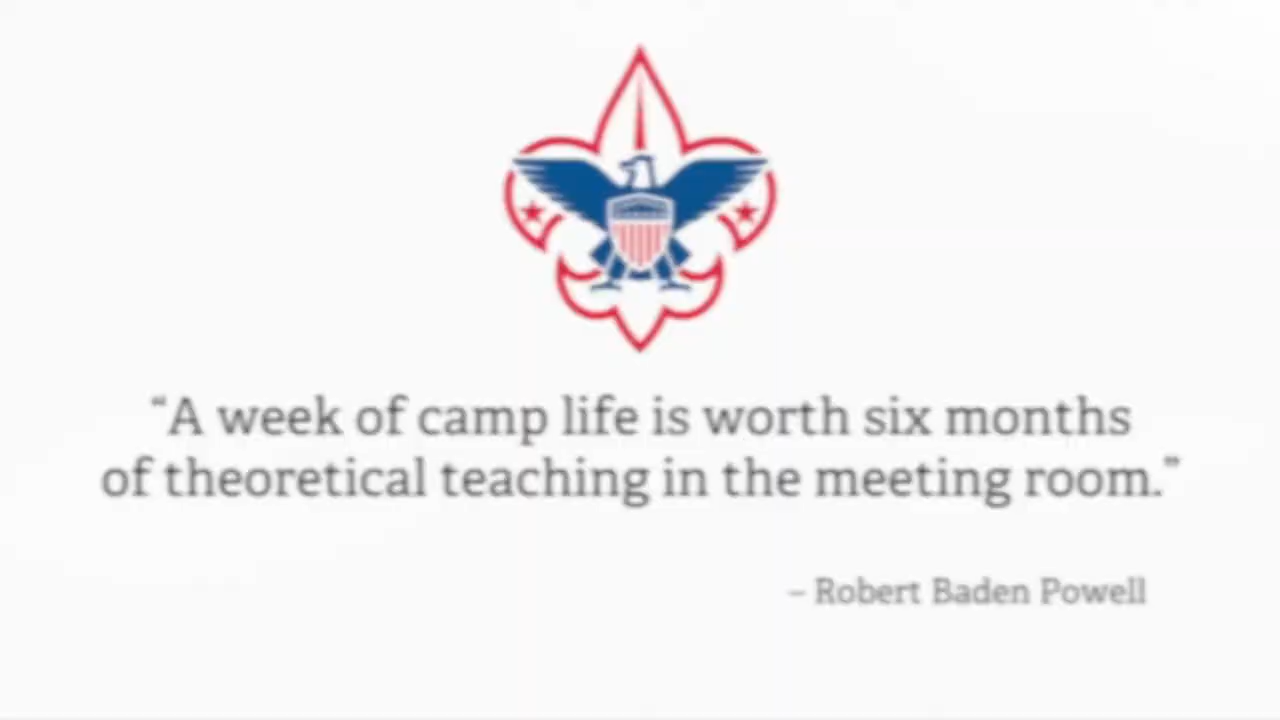 “A week of camp life is worth six months
of theoretical teaching in the meeting room.”
– Robert Baden Powell